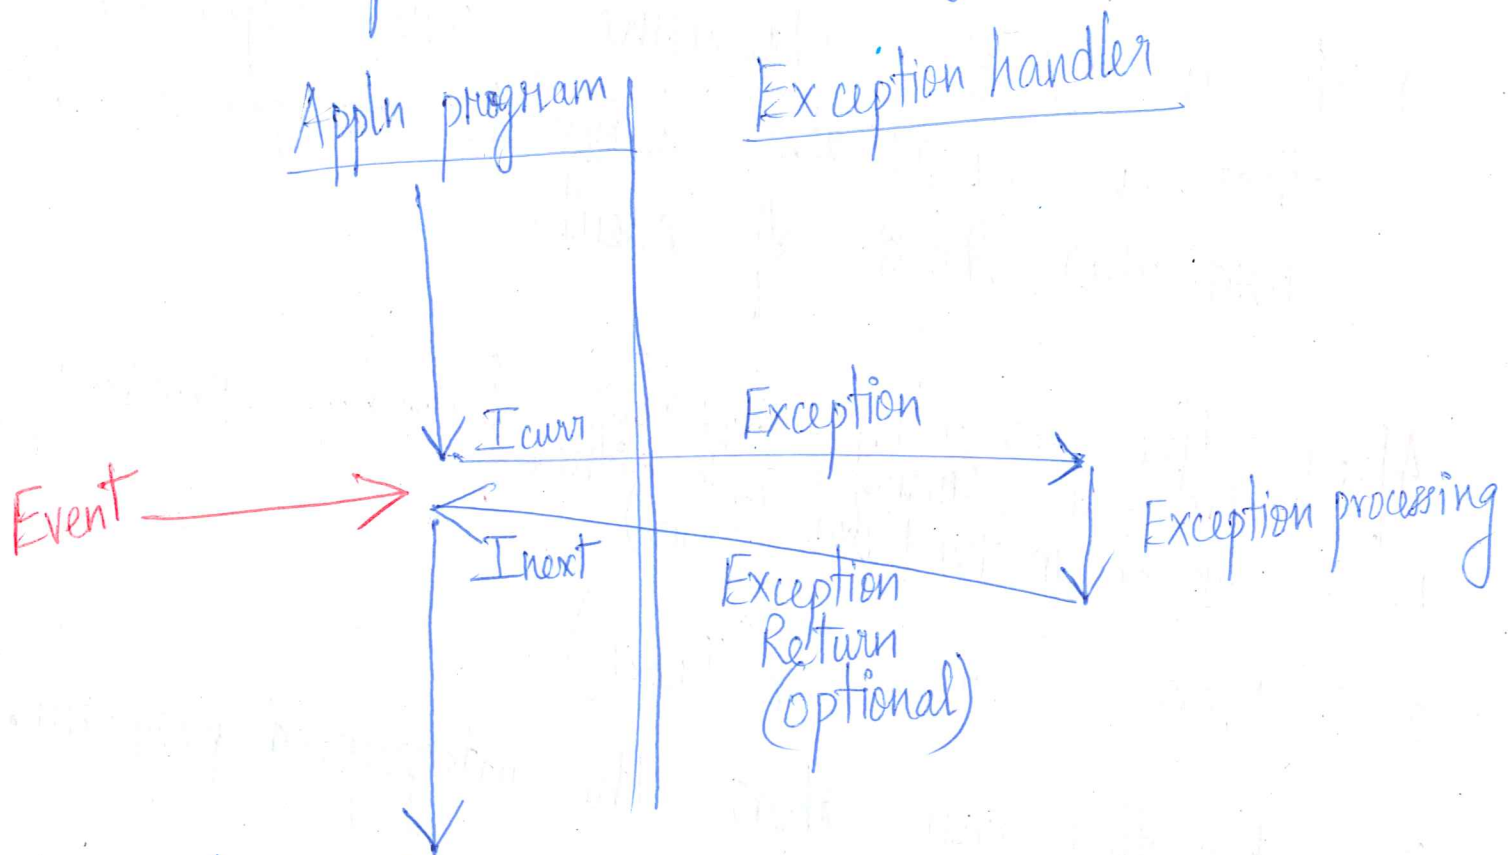 Appln program
Exception handler
Icurr
Exception
Event
Exception processing
Inext
Exception
Return
(optional)